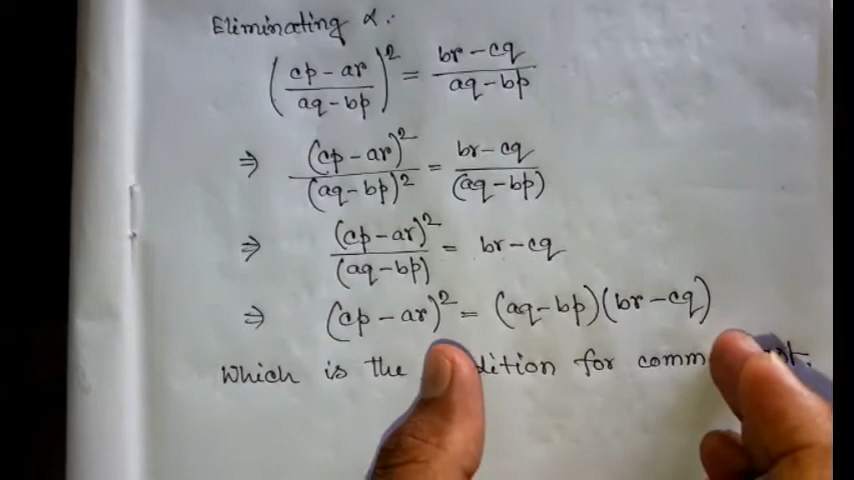 Eliminating α:
(cp - ar / aq - bp)² = br - cq / aq - bp
⇒ (cp - ar)² / (aq - bp)² = br - cq / (aq - bp)
⇒ (cp - ar)² / (aq - bp) = br - cq
⇒ (cp - ar)² = (aq - bp)(br - cq)
Which is the for